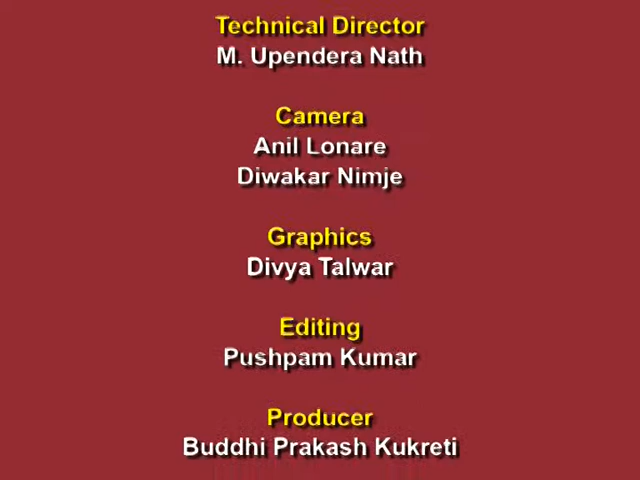 Technical Director
M. Upendera Nath
Camera
Anil Lonare
Diwakar Nimje
Graphics
Divya Talwar
Editing
Pushpam Kumar
Producer
Buddhi Prakash Kukreti